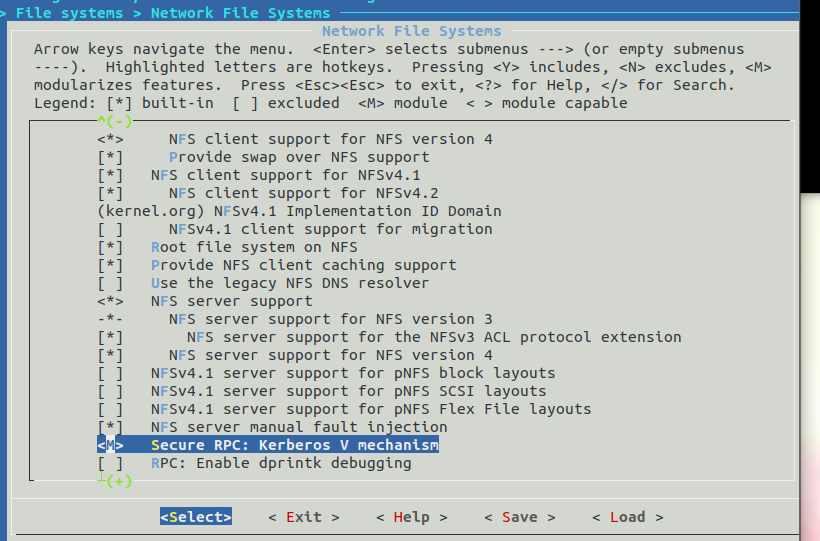 > File systems > Network File Systems
Network File Systems
Arrow keys navigate the menu.  <Enter> selects submenus ---> (or empty submenus
----).  Highlighted letters are hotkeys.  Pressing <Y> includes, <N> excludes, <M>
modularizes features.  Press <Esc><Esc> to exit, <?> for Help, </> for Search.
Legend: [*] built-in  [ ] excluded  <M> module  < > module capable
^(-)
<*>     NFS client support for NFS version 4
[*]     Provide swap over NFS support
[*]   NFS client support for NFSv4.1
[*]     NFS client support for NFSv4.2
(kernel.org) NFSv4.1 Implementation ID Domain
[ ]     NFSv4.1 client support for migration
[*]   Root file system on NFS
[*]   Provide NFS client caching support
[ ]   Use the legacy NFS DNS resolver
<*>   NFS server support
-*-     NFS server support for NFS version 3
[*]       NFS server support for the NFSv3 ACL protocol extension
[*]     NFS server support for NFS version 4
[ ]   NFSv4.1 server support for pNFS block layouts
[ ]   NFSv4.1 server support for pNFS SCSI layouts
[ ]   NFSv4.1 server support for pNFS Flex File layouts
[*]   NFS server manual fault injection
<M>   Secure RPC: Kerberos V mechanism
[ ]   RPC: Enable dprintk debugging
┴(+)
<Select>    < Exit >    < Help >    < Save >    < Load >